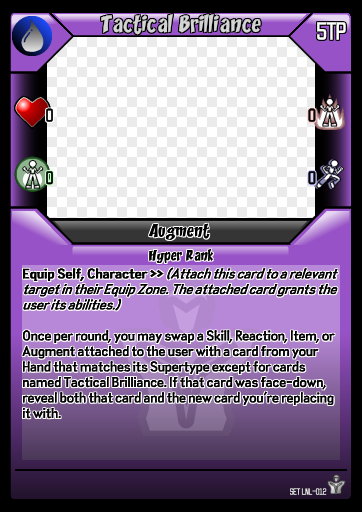 Tactical Brilliance
5TP
0
0
0
0
Augment
Hyper Rank
Equip Self, Character >> (Attach this card to a relevant
target in their Equip Zone. The attached card grants the
user its abilities.)
Once per round, you may swap a Skill, Reaction, Item, or
Augment attached to the user with a card from your
Hand that matches its Supertype except for cards
named Tactical Brilliance. If that card was face-down,
reveal both that card and the new card you're replacing
it with.
SET LNL-012